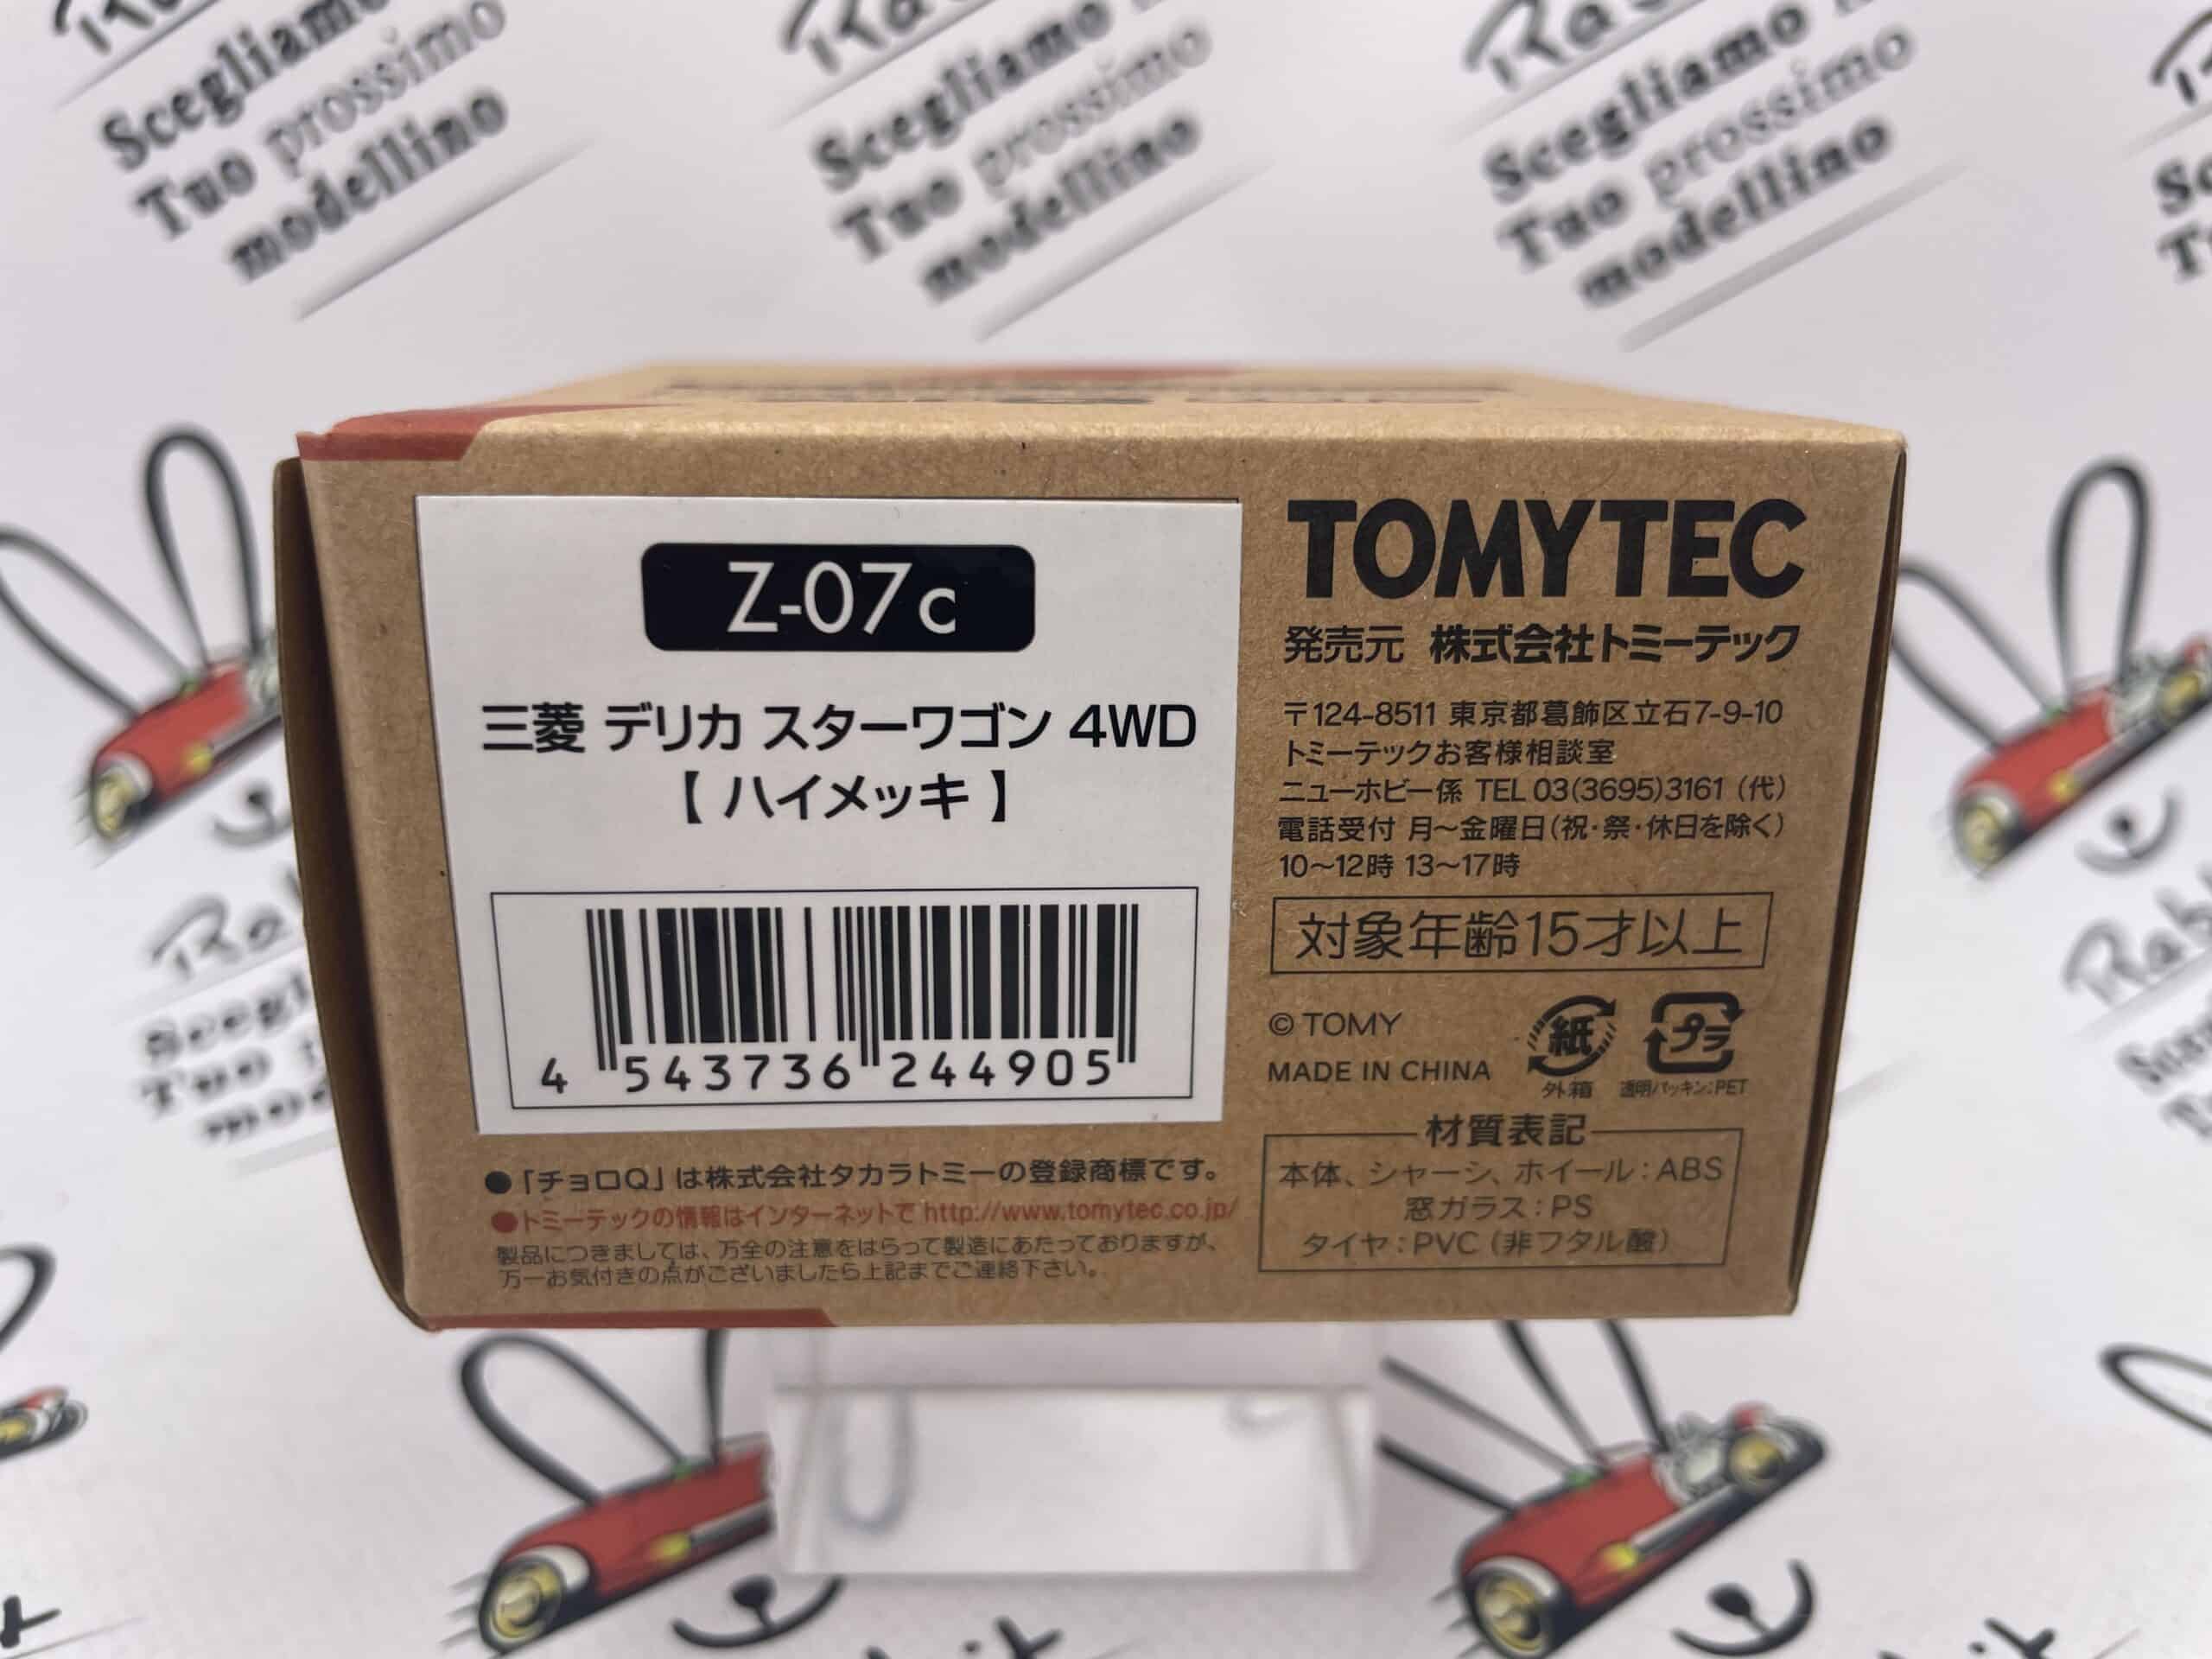 Scegliamo
Tuo prossimo
modellino
Scegliamo
Tuo prossimo
modellino
Scegliamo
Tuo prossimo
modellino
Z-07c
三菱 デリカ スターワゴン 4WD
【 ハイメッキ 】
4 543736 244905
●「チョロQ」は株式会社タカラトミーの登録商標です。
●トミーテックの情報はインターネットで http://www.tomytec.co.jp/
製品につきましては、万全の注意をはらって製造にあたっておりますが、
万一お気付きの点がございましたら上記までご連絡下さい。
TOMYTEC
発売元 株式会社トミーテック
〒124-8511 東京都葛飾区立石7-9-10
トミーテックお客様相談室
ニューホビー係 TEL 03(3695)3161 (代)
電話受付 月〜金曜日(祝・祭・休日を除く)
10〜12時 13〜17時
対象年齢15才以上
© TOMY
MADE IN CHINA
紙
外箱
プラ
透明パッキン:PET
材質表記
本体、シャーシ、ホイール:ABS
窓ガラス:PS
タイヤ:PVC (非フタル酸)